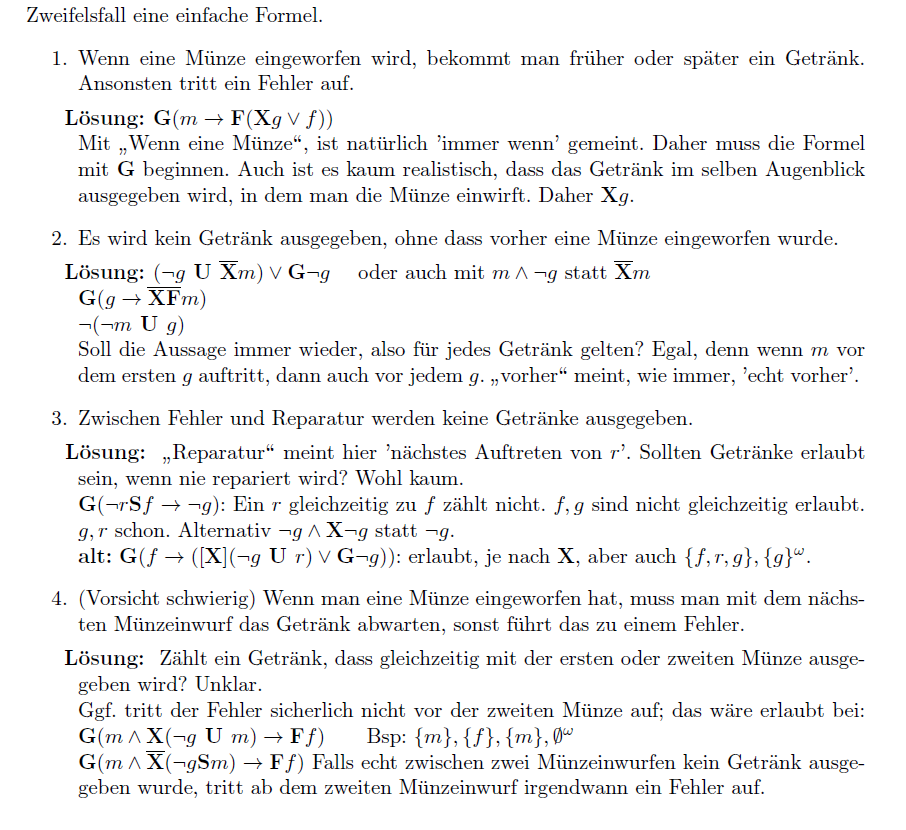 Zweifelsfall eine einfache Formel.
1. Wenn eine Münze eingeworfen wird, bekommt man früher oder später ein Getränk.
Ansonsten tritt ein Fehler auf.
Lösung: G(m → F(Xg ∨ f))
Mit „Wenn eine Münze“, ist natürlich ’immer wenn’ gemeint. Daher muss die Formel
mit G beginnen. Auch ist es kaum realistisch, dass das Getränk im selben Augenblick
ausgegeben wird, in dem man die Münze einwirft. Daher Xg.
2. Es wird kein Getränk ausgegeben, ohne dass vorher eine Münze eingeworfen wurde.
Lösung: (¬g U X̅m) ∨ G¬g oder auch mit m ∧ ¬g statt X̅m
G(g → X̅F̅m)
¬(¬m U g)
Soll die Aussage immer wieder, also für jedes Getränk gelten? Egal, denn wenn m vor
dem ersten g auftritt, dann auch vor jedem g. „vorher“ meint, wie immer, ’echt vorher’.
3. Zwischen Fehler und Reparatur werden keine Getränke ausgegeben.
Lösung: „Reparatur“ meint hier ’nächstes Auftreten von r’. Sollten Getränke erlaubt
sein, wenn nie repariert wird? Wohl kaum.
G(¬rSf → ¬g): Ein r gleichzeitig zu f zählt nicht. f, g sind nicht gleichzeitig erlaubt.
g, r schon. Alternativ ¬g ∧ X¬g statt ¬g.
alt: G(f → ([X](¬g U r) ∨ G¬g)): erlaubt, je nach X, aber auch {f, r, g}, {g}ω.
4. (Vorsicht schwierig) Wenn man eine Münze eingeworfen hat, muss man mit dem nächs-
ten Münzeinwurf das Getränk abwarten, sonst führt das zu einem Fehler.
Lösung: Zählt ein Getränk, dass gleichzeitig mit der ersten oder zweiten Münze ausge-
geben wird? Unklar.
Ggf. tritt der Fehler sicherlich nicht vor der zweiten Münze auf; das wäre erlaubt bei:
G(m ∧ X(¬g U m) → Ff) Bsp: {m}, {f}, {m}, ∅ω
G(m ∧ X̅(¬gSm) → Ff) Falls echt zwischen zwei Münzeinwurfen kein Getränk ausge-
geben wurde, tritt ab dem zweiten Münzeinwurf irgendwann ein Fehler auf.